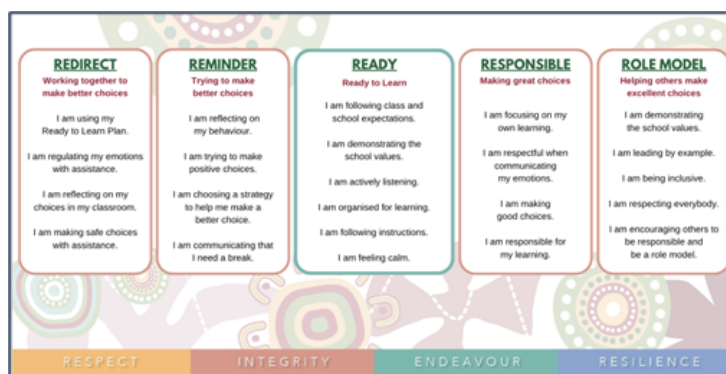 REDIRECT
Working together to
make better choices
I am using my
Ready to Learn Plan.
I am regulating my emotions
with assistance.
I am reflecting on my
choices in my classroom.
I am making safe choices
with assistance.
REMINDER
Trying to make
better choices
I am reflecting on
my behaviour.
I am trying to make
positive choices.
I am choosing a strategy
to help me make a
better choice.
I am communicating that
I need a break.
READY
Ready to Learn
I am following class and
school expectations.
I am demonstrating the
school values.
I am actively listening.
I am organised for learning.
I am following instructions.
I am feeling calm.
RESPONSIBLE
Making great choices
I am focusing on my
own learning.
I am respectful when
communicating
my emotions.
I am making
good choices.
I am responsible for
my learning.
ROLE MODEL
Helping others make
excellent choices
I am demonstrating
the school values.
I am leading by example.
I am being inclusive.
I am respecting everybody.
I am encouraging others to
be responsible and
be a role model.
RESPECT
INTEGRITY
ENDEAVOUR
RESILIENCE